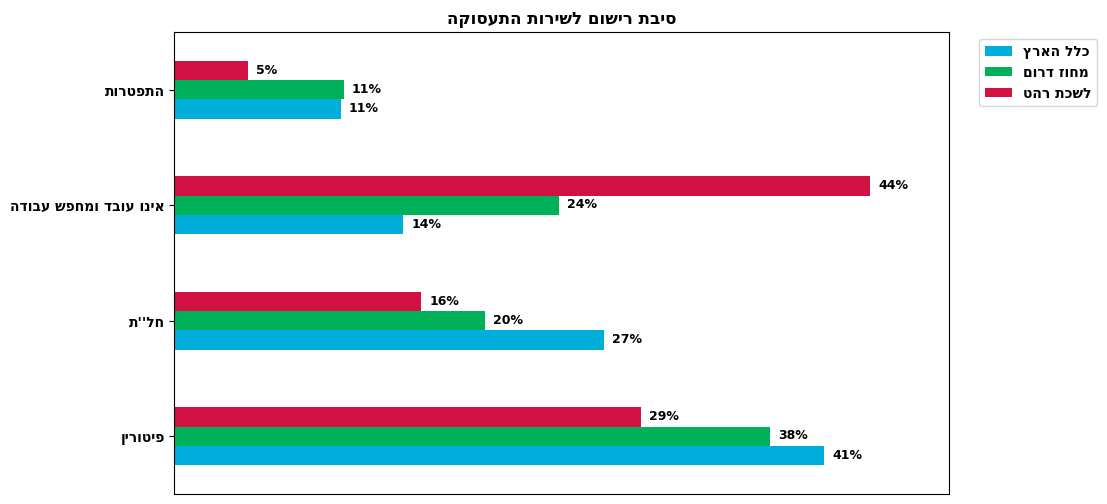 סיבת רישום לשירות התעסוקה
כלל הארץ
מחוז דרום
לשכת רהט
התפטרות
5%
11%
11%
אינו עובד ומחפש עבודה
44%
24%
14%
חל''ת
16%
20%
27%
פיטורין
29%
38%
41%